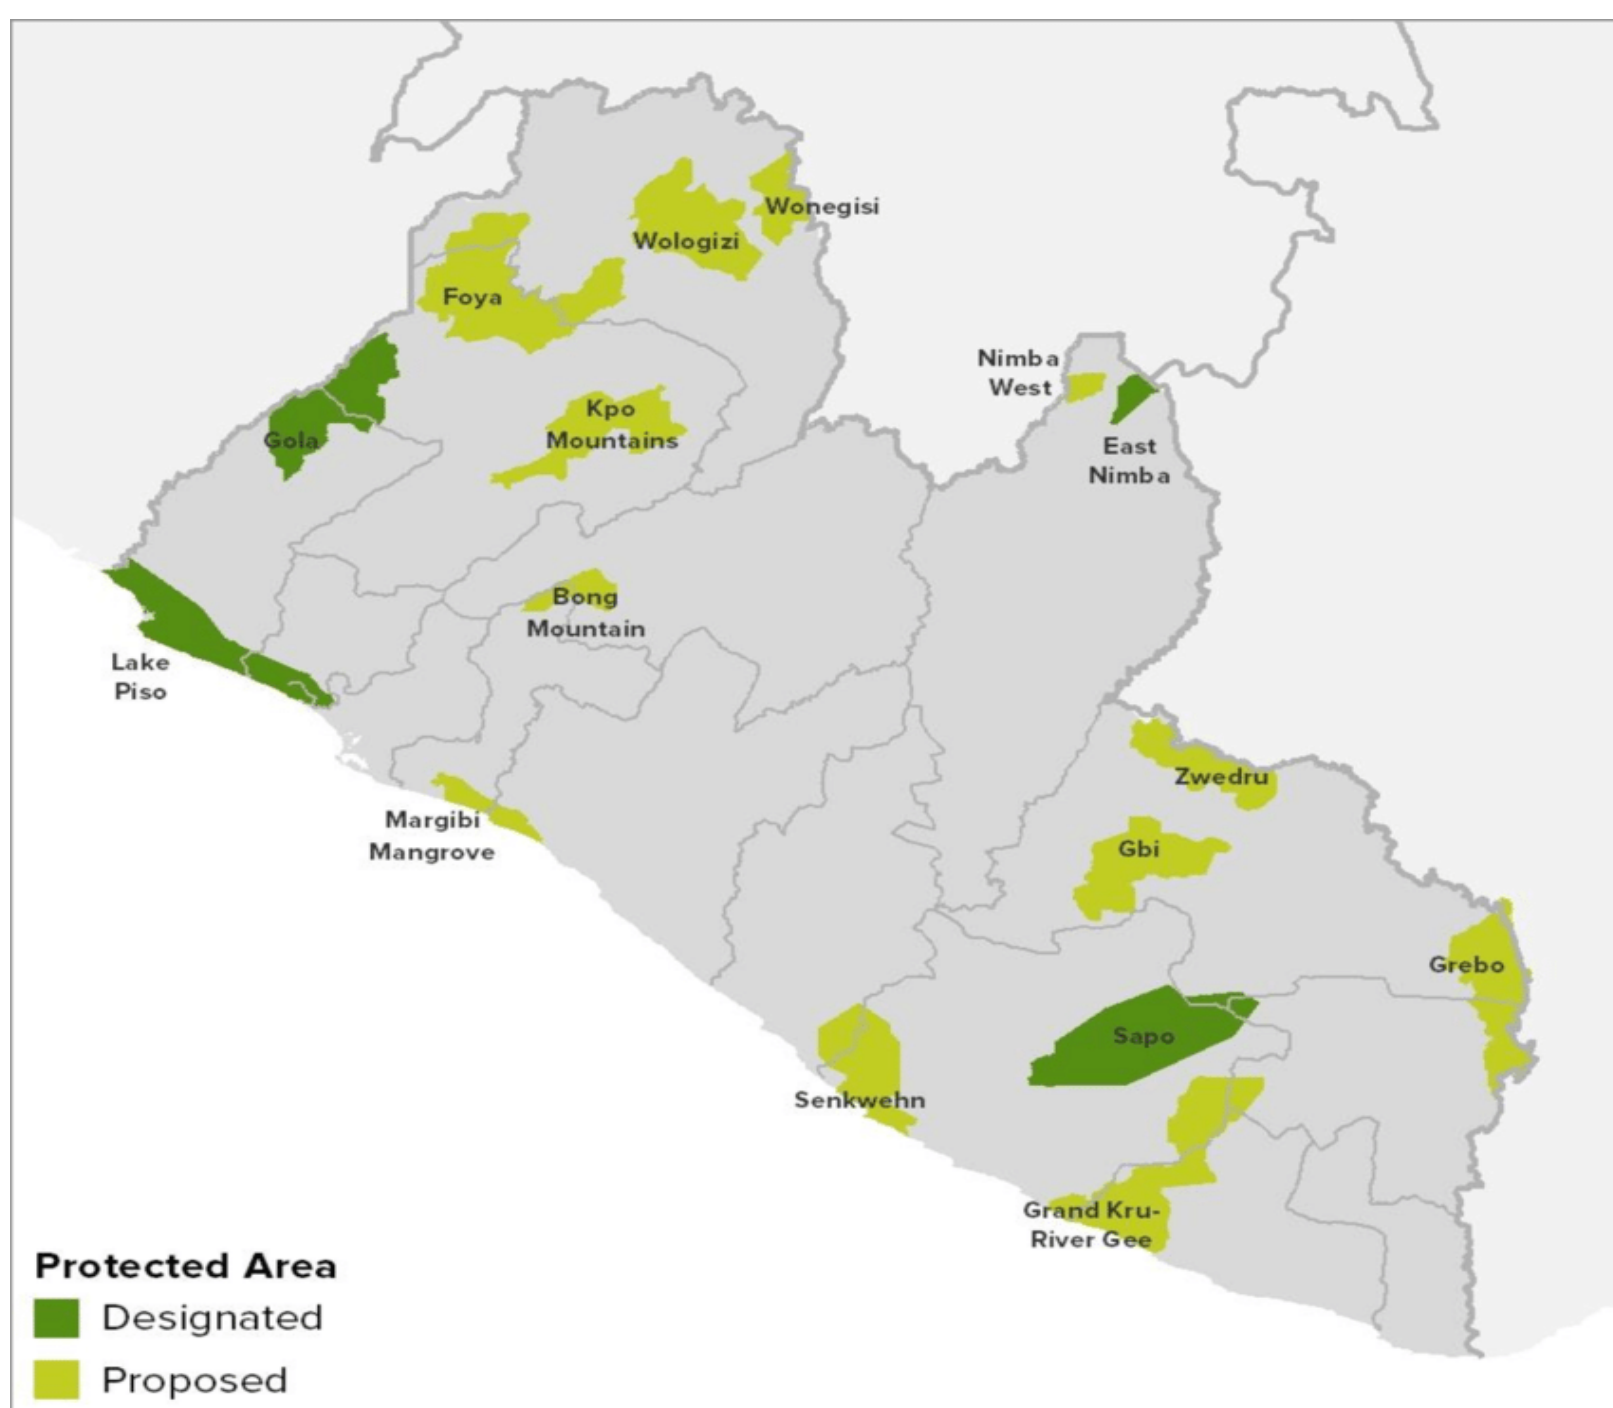 Wonegisi
Wologizi
Foya
Nimba
West
Kpo
Mountains
Gola
East
Nimba
Bong
Mountain
Lake
Piso
Zwedru
Margibi
Mangrove
Gbi
Grebo
Sapo
Senkwehn
Grand Kru-
River Gee
Protected Area
Designated
Proposed